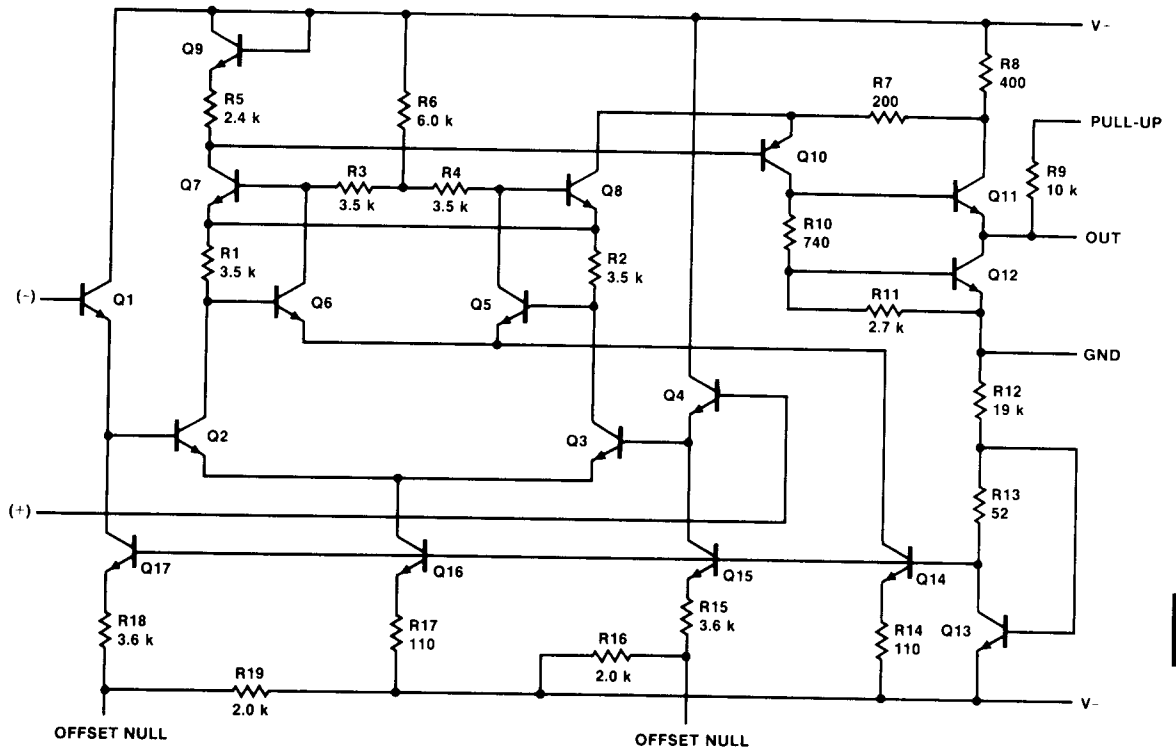 V-
Q9
R5
2.4 k
R6
6.0 k
R7
200
R8
400
PULL-UP
Q10
R9
10 k
Q7
R3
3.5 k
R4
3.5 k
Q8
Q11
OUT
R10
740
R1
3.5 k
R2
3.5 k
Q12
(-)
Q1
Q6
Q5
R11
2.7 k
GND
Q4
R12
19 k
Q2
Q3
R13
52
(+)
Q17
Q16
Q15
Q14
R18
3.6 k
R17
110
R15
3.6 k
R14
110
Q13
R16
2.0 k
R19
2.0 k
V-
OFFSET NULL
OFFSET NULL